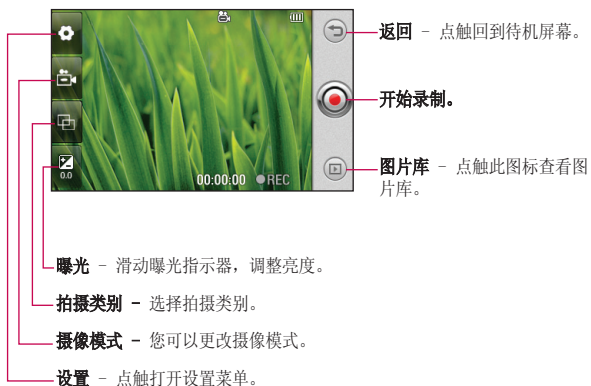 返回 - 点触回到待机屏幕。
开始录制。
图片库 - 点触此图标查看图
片库。
0.0
00:00:00 REC
曝光 - 滑动曝光指示器，调整亮度。
拍摄类别 - 选择拍摄类别。
摄像模式 - 您可以更改摄像模式。
设置 - 点触打开设置菜单。